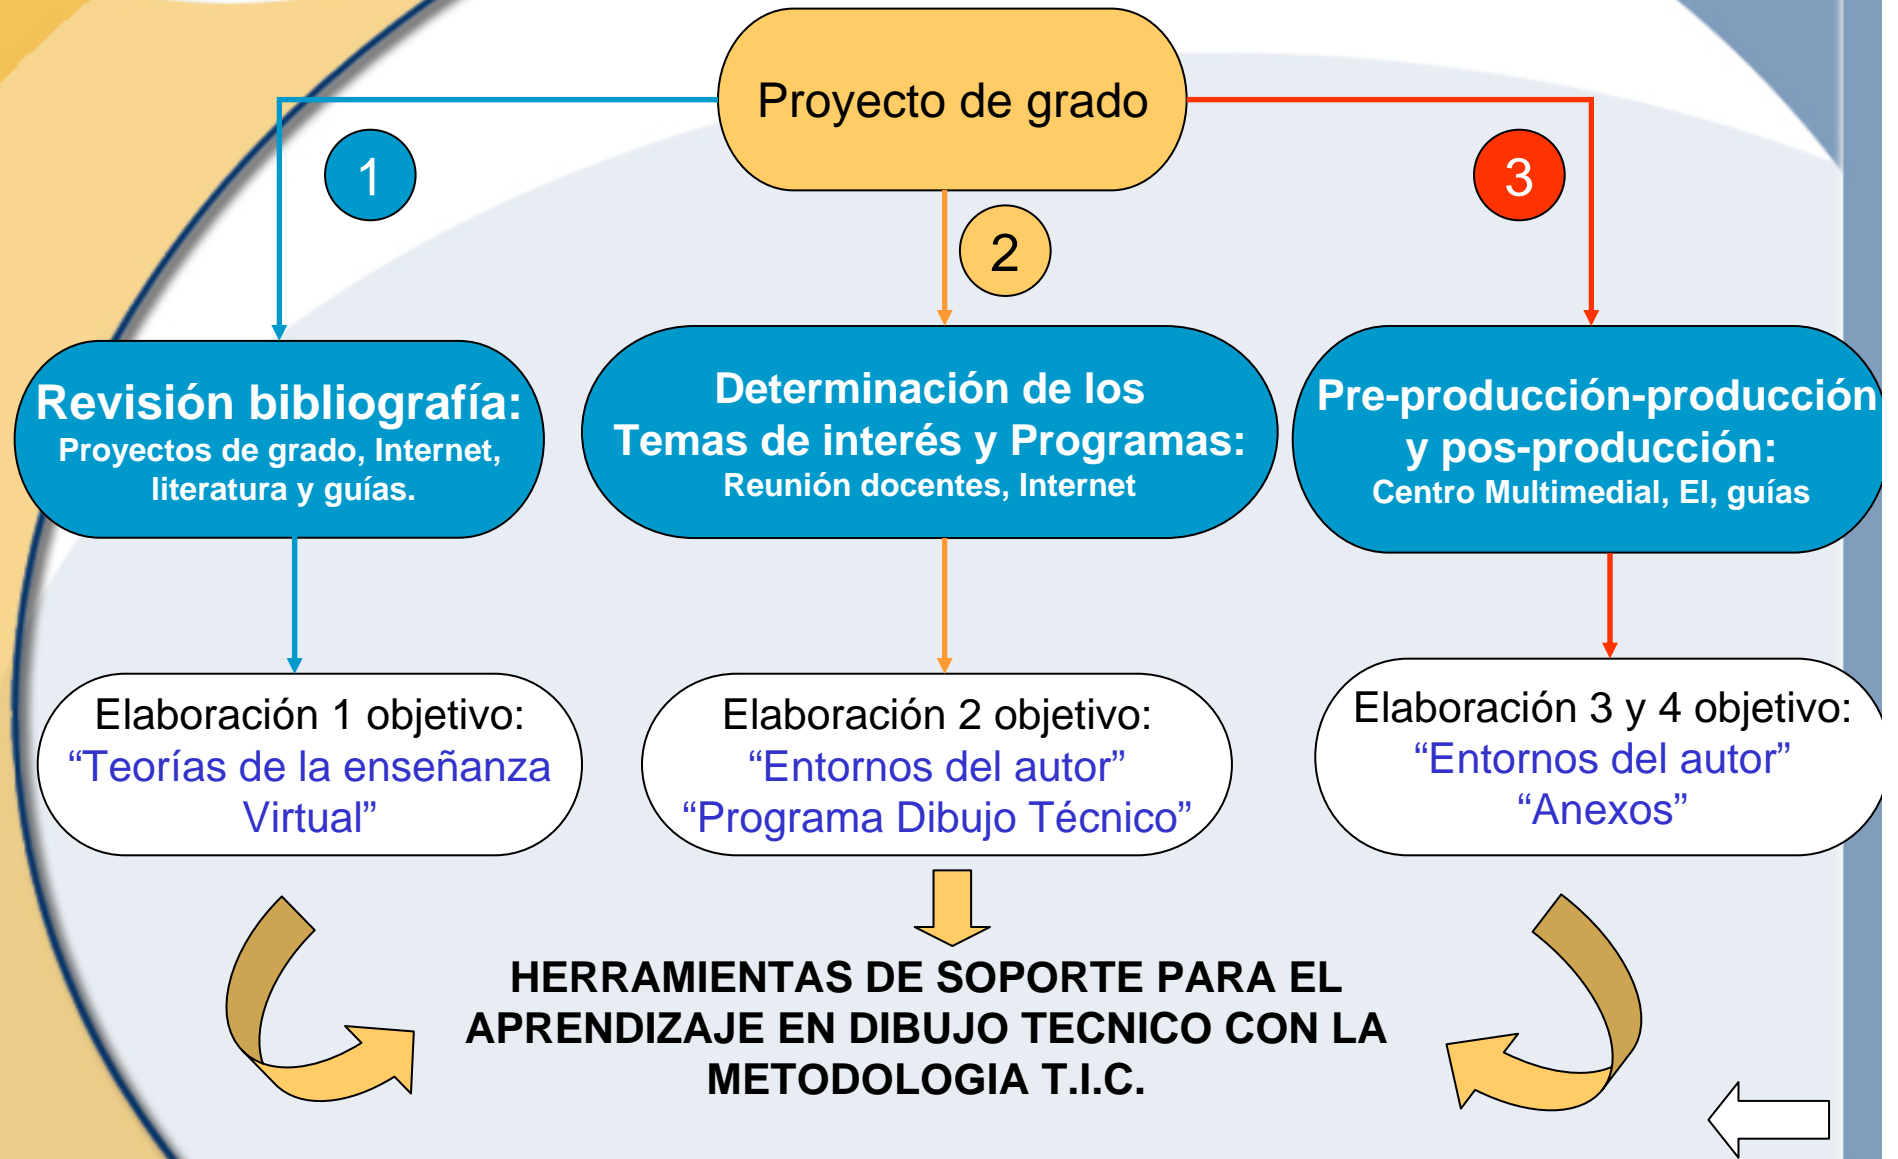 Proyecto de grado
1
2
3
Revisión bibliografía:
Proyectos de grado, Internet,
literatura y guías.
Determinación de los
Temas de interés y Programas:
Reunión docentes, Internet
Pre-producción-producción
y pos-producción:
Centro Multimedial, EI, guías
Elaboración 1 objetivo:
“Teorías de la enseñanza
Virtual”
Elaboración 2 objetivo:
“Entornos del autor”
“Programa Dibujo Técnico”
Elaboración 3 y 4 objetivo:
“Entornos del autor”
“Anexos”
HERRAMIENTAS DE SOPORTE PARA EL
APRENDIZAJE EN DIBUJO TECNICO CON LA
METODOLOGIA T.I.C.